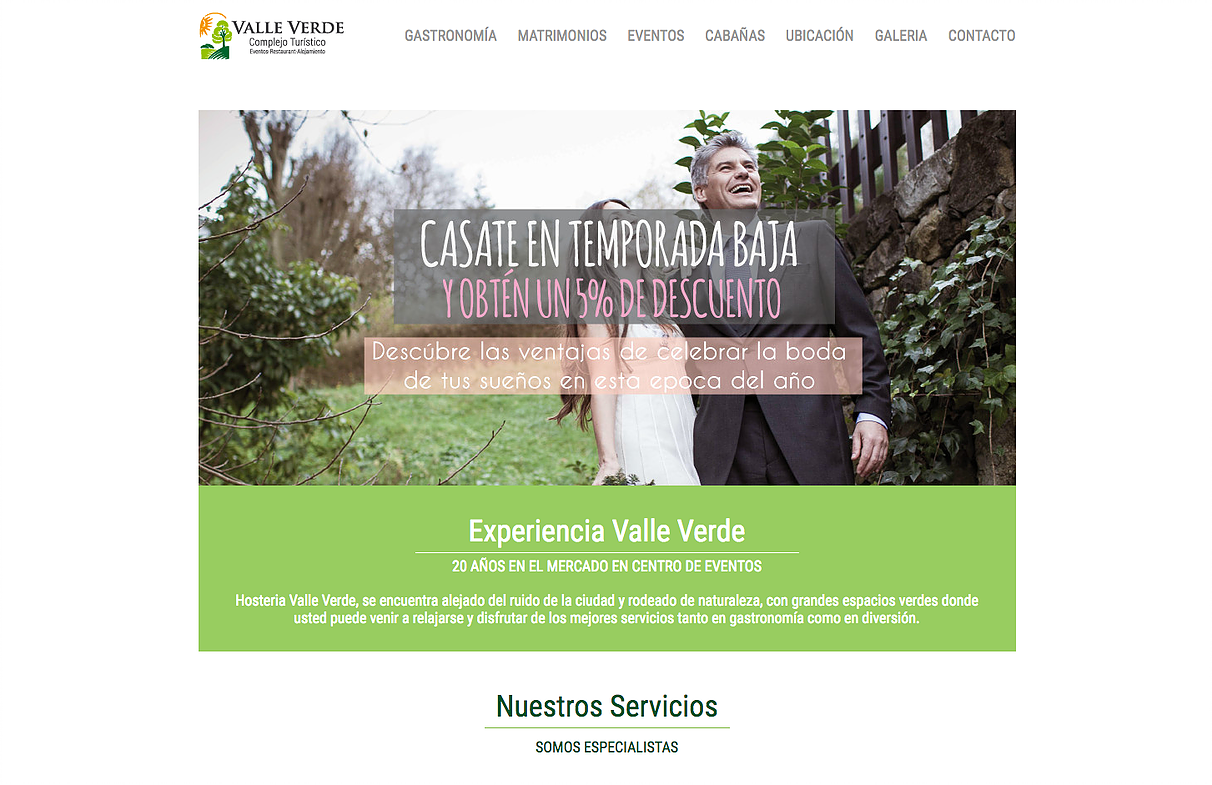 VALLE VERDE
Complejo Turístico
Eventos-Restaurant-Alojamiento
GASTRONOMÍA MATRIMONIOS EVENTOS CABAÑAS UBICACIÓN GALERIA CONTACTO
CASATE EN TEMPORADA BAJA
Y OBTÉN UN 5% DE DESCUENTO
Descúbre las ventajas de celebrar la boda
de tus sueños en esta epoca del año
Experiencia Valle Verde
20 AÑOS EN EL MERCADO EN CENTRO DE EVENTOS
Hosteria Valle Verde, se encuentra alejado del ruido de la ciudad y rodeado de naturaleza, con grandes espacios verdes donde
usted puede venir a relajarse y disfrutar de los mejores servicios tanto en gastronomía como en diversión.
Nuestros Servicios
SOMOS ESPECIALISTAS